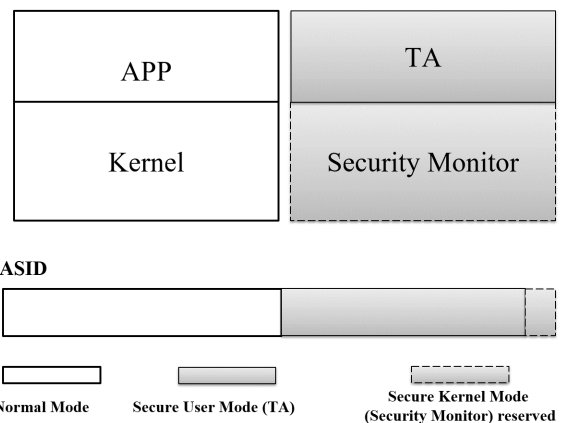 APP
TA
Kernel
Security Monitor
ASID
Normal Mode
Secure User Mode (TA)
Secure Kernel Mode
(Security Monitor) reserved